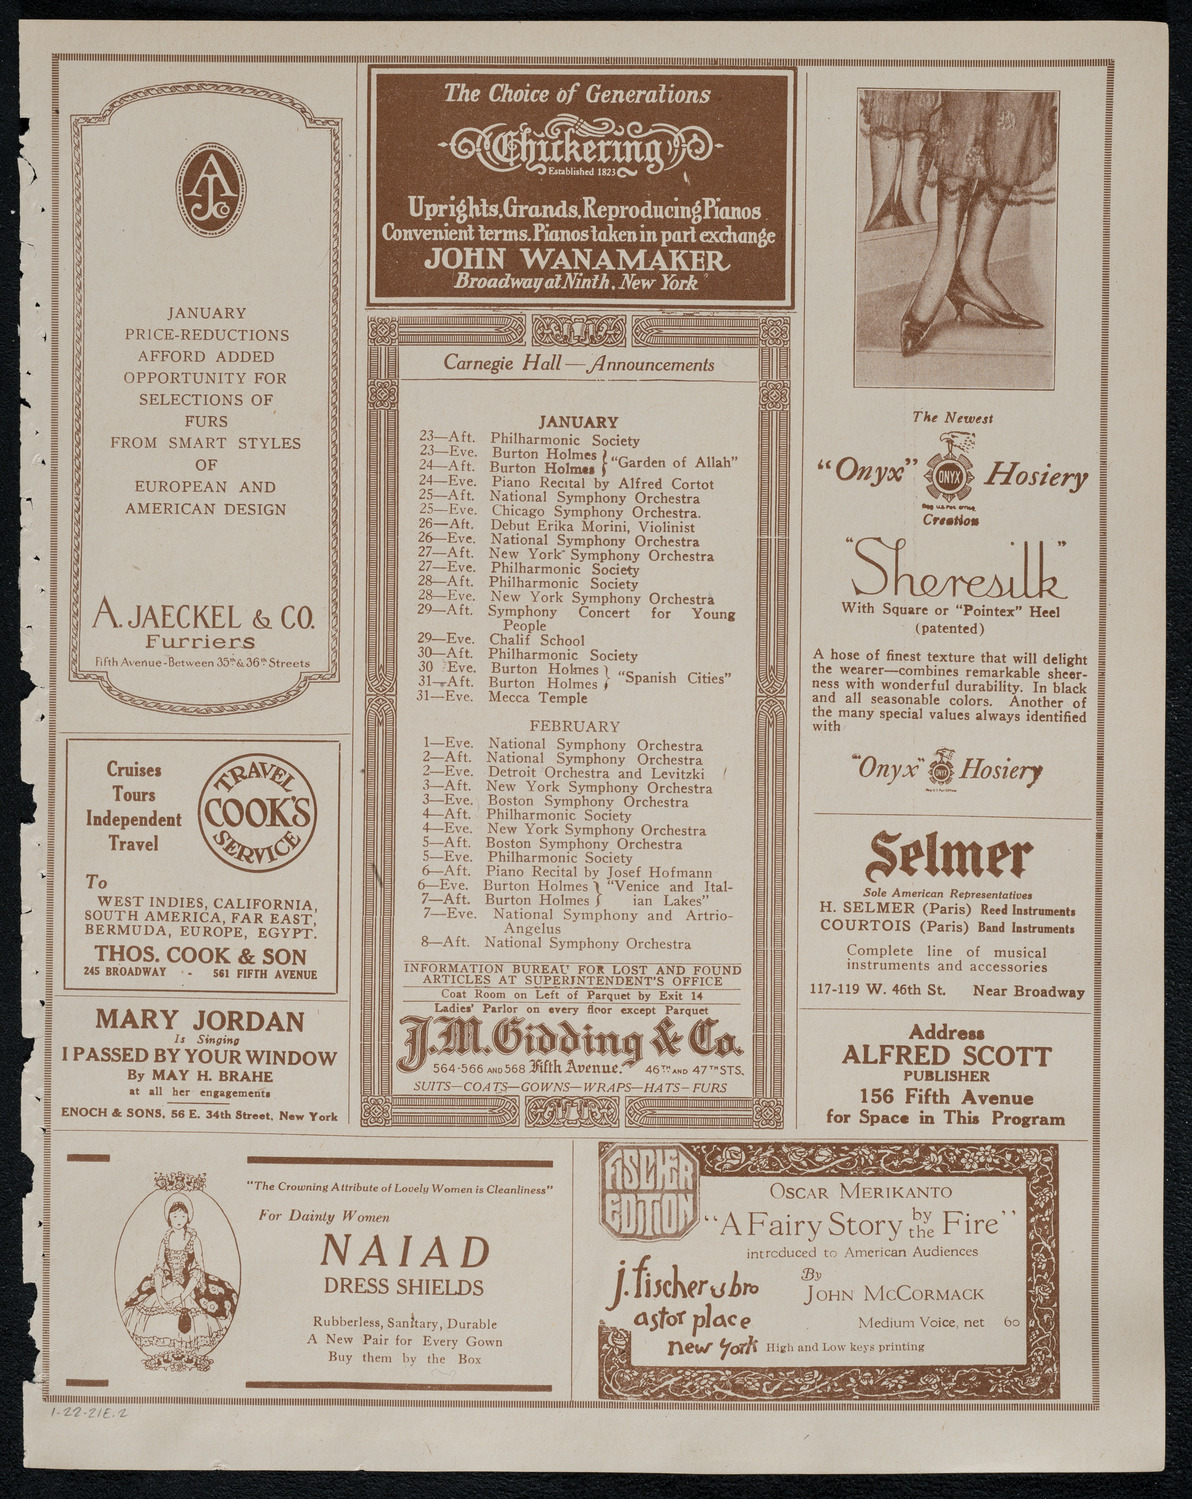 AJCo
JANUARY
PRICE-REDUCTIONS
AFFORD ADDED
OPPORTUNITY FOR
SELECTIONS OF
FURS
FROM SMART STYLES
OF
EUROPEAN AND
AMERICAN DESIGN
A. JAECKEL & CO.
Furriers
Fifth Avenue - Between 35th & 36th Streets
Cruises
Tours
Independent
Travel
TRAVEL
COOK'S
SERVICE
To
WEST INDIES, CALIFORNIA,
SOUTH AMERICA, FAR EAST,
BERMUDA, EUROPE, EGYPT.
THOS. COOK & SON
245 BROADWAY - 561 FIFTH AVENUE
MARY JORDAN
Is Singing
I PASSED BY YOUR WINDOW
By MAY H. BRAHE
at all her engagements
ENOCH & SONS, 56 E. 34th Street, New York
The Choice of Generations
Chickering
Established 1823
Uprights, Grands, Reproducing Pianos
Convenient terms. Pianos taken in part exchange
JOHN WANAMAKER
Broadway at Ninth, New York
Carnegie Hall — Announcements
JANUARY
23—Aft. Philharmonic Society
23—Eve. Burton Holmes } "Garden of Allah"
24—Aft. Burton Holmes }
24—Eve. Piano Recital by Alfred Cortot
25—Aft. National Symphony Orchestra
25—Eve. Chicago Symphony Orchestra.
26—Aft. Debut Erika Morini, Violinist
26—Eve. National Symphony Orchestra
27—Aft. New York Symphony Orchestra
27—Eve. Philharmonic Society
28—Aft. Philharmonic Society
28—Eve. New York Symphony Orchestra
29—Aft. Symphony Concert for Young
People
29—Eve. Chalif School
30—Aft. Philharmonic Society
30 Eve. Burton Holmes } "Spanish Cities"
31—Aft. Burton Holmes }
31—Eve. Mecca Temple
FEBRUARY
1—Eve. National Symphony Orchestra
2—Aft. National Symphony Orchestra
2—Eve. Detroit Orchestra and Levitzki
3—Aft. New York Symphony Orchestra
3—Eve. Boston Symphony Orchestra
4—Aft. Philharmonic Society
4—Eve. New York Symphony Orchestra
5—Aft. Boston Symphony Orchestra
5—Eve. Philharmonic Society
6—Aft. Piano Recital by Josef Hofmann
6—Eve. Burton Holmes } "Venice and Ital-
7—Aft. Burton Holmes } ian Lakes"
7—Eve. National Symphony and Artrio-
Angelus
8—Aft. National Symphony Orchestra
INFORMATION BUREAU FOR LOST AND FOUND
ARTICLES AT SUPERINTENDENT'S OFFICE
Coat Room on Left of Parquet by Exit 14
Ladies' Parlor on every floor except Parquet
J.M. Gidding & Co.
564-566 AND 568 Fifth Avenue. 46TH AND 47TH STS.
SUITS—COATS—GOWNS—WRAPS—HATS—FURS
The Newest
"Onyx" ONYX Hosiery
Reg. U.S. Pat. Office
Creation
"Sheresilk"
With Square or "Pointex" Heel
(patented)
A hose of finest texture that will delight
the wearer—combines remarkable sheer-
ness with wonderful durability. In black
and all seasonable colors. Another of
the many special values always identified
with
"Onyx" ONYX Hosiery
Selmer
Sole American Representatives
H. SELMER (Paris) Reed Instruments
COURTOIS (Paris) Band Instruments
Complete line of musical
instruments and accessories
117-119 W. 46th St. Near Broadway
Address
ALFRED SCOTT
PUBLISHER
156 Fifth Avenue
for Space in This Program
"The Crowning Attribute of Lovely Women is Cleanliness"
For Dainty Women
NAIAD
DRESS SHIELDS
Rubberless, Sanitary, Durable
A New Pair for Every Gown
Buy them by the Box
FISCHER
EDITION
OSCAR MERIKANTO
"A Fairy Story by the Fire"
introduced to American Audiences
By
JOHN MCCORMACK
Medium Voice, net 60
High and Low keys printing
j. fischer & bro
astor place
new york
1-22-21E.2